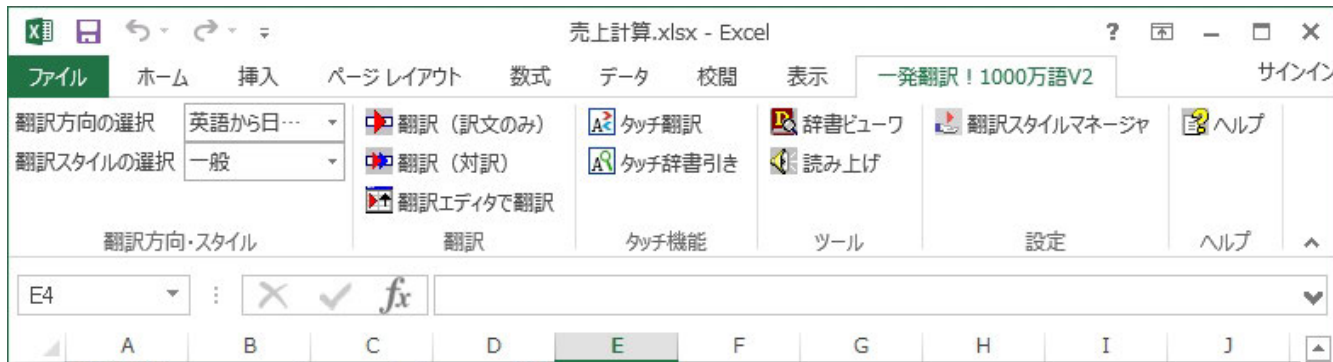 売上計算.xlsx - Excel ?
ファイル ホーム 挿入 ページ レイアウト 数式 データ 校閲 表示 一発翻訳！1000万語V2 サインイン
翻訳方向の選択 英語から日… 翻訳（訳文のみ） タッチ翻訳 辞書ビューワ 翻訳スタイルマネージャ ヘルプ
翻訳スタイルの選択 一般 翻訳（対訳） タッチ辞書引き 読み上げ
翻訳エディタで翻訳
翻訳方向・スタイル 翻訳 タッチ機能 ツール 設定 ヘルプ
E4 fx
A B C D E F G H I J